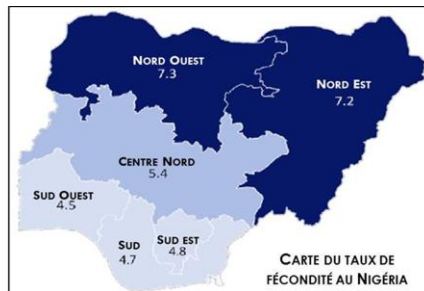 NORD OUEST
7.3
NORD EST
7.2
CENTRE NORD
5.4
SUD OUEST
4.5
SUD
4.7
SUD EST
4.8
CARTE DU TAUX DE
FÉCONDITÉ AU NIGÉRIA